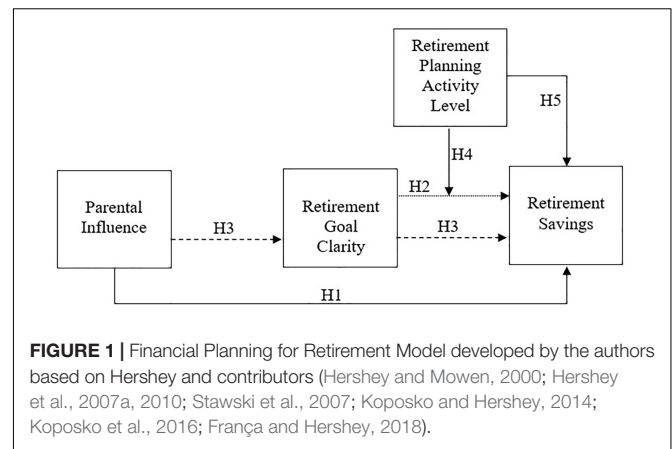 Retirement
Planning
Activity
Level
H5
H4
H2
Parental
Influence
H3
Retirement
Goal
Clarity
H3
Retirement
Savings
H1
FIGURE 1 | Financial Planning for Retirement Model developed by the authors
based on Hershey and contributors (Hershey and Mowen, 2000; Hershey
et al., 2007a, 2010; Stawski et al., 2007; Koposko and Hershey, 2014;
Koposko et al., 2016; França and Hershey, 2018).